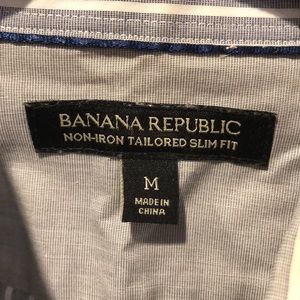 BANANA REPUBLIC
NON-IRON TAILORED SLIM FIT
M
MADE IN
CHINA